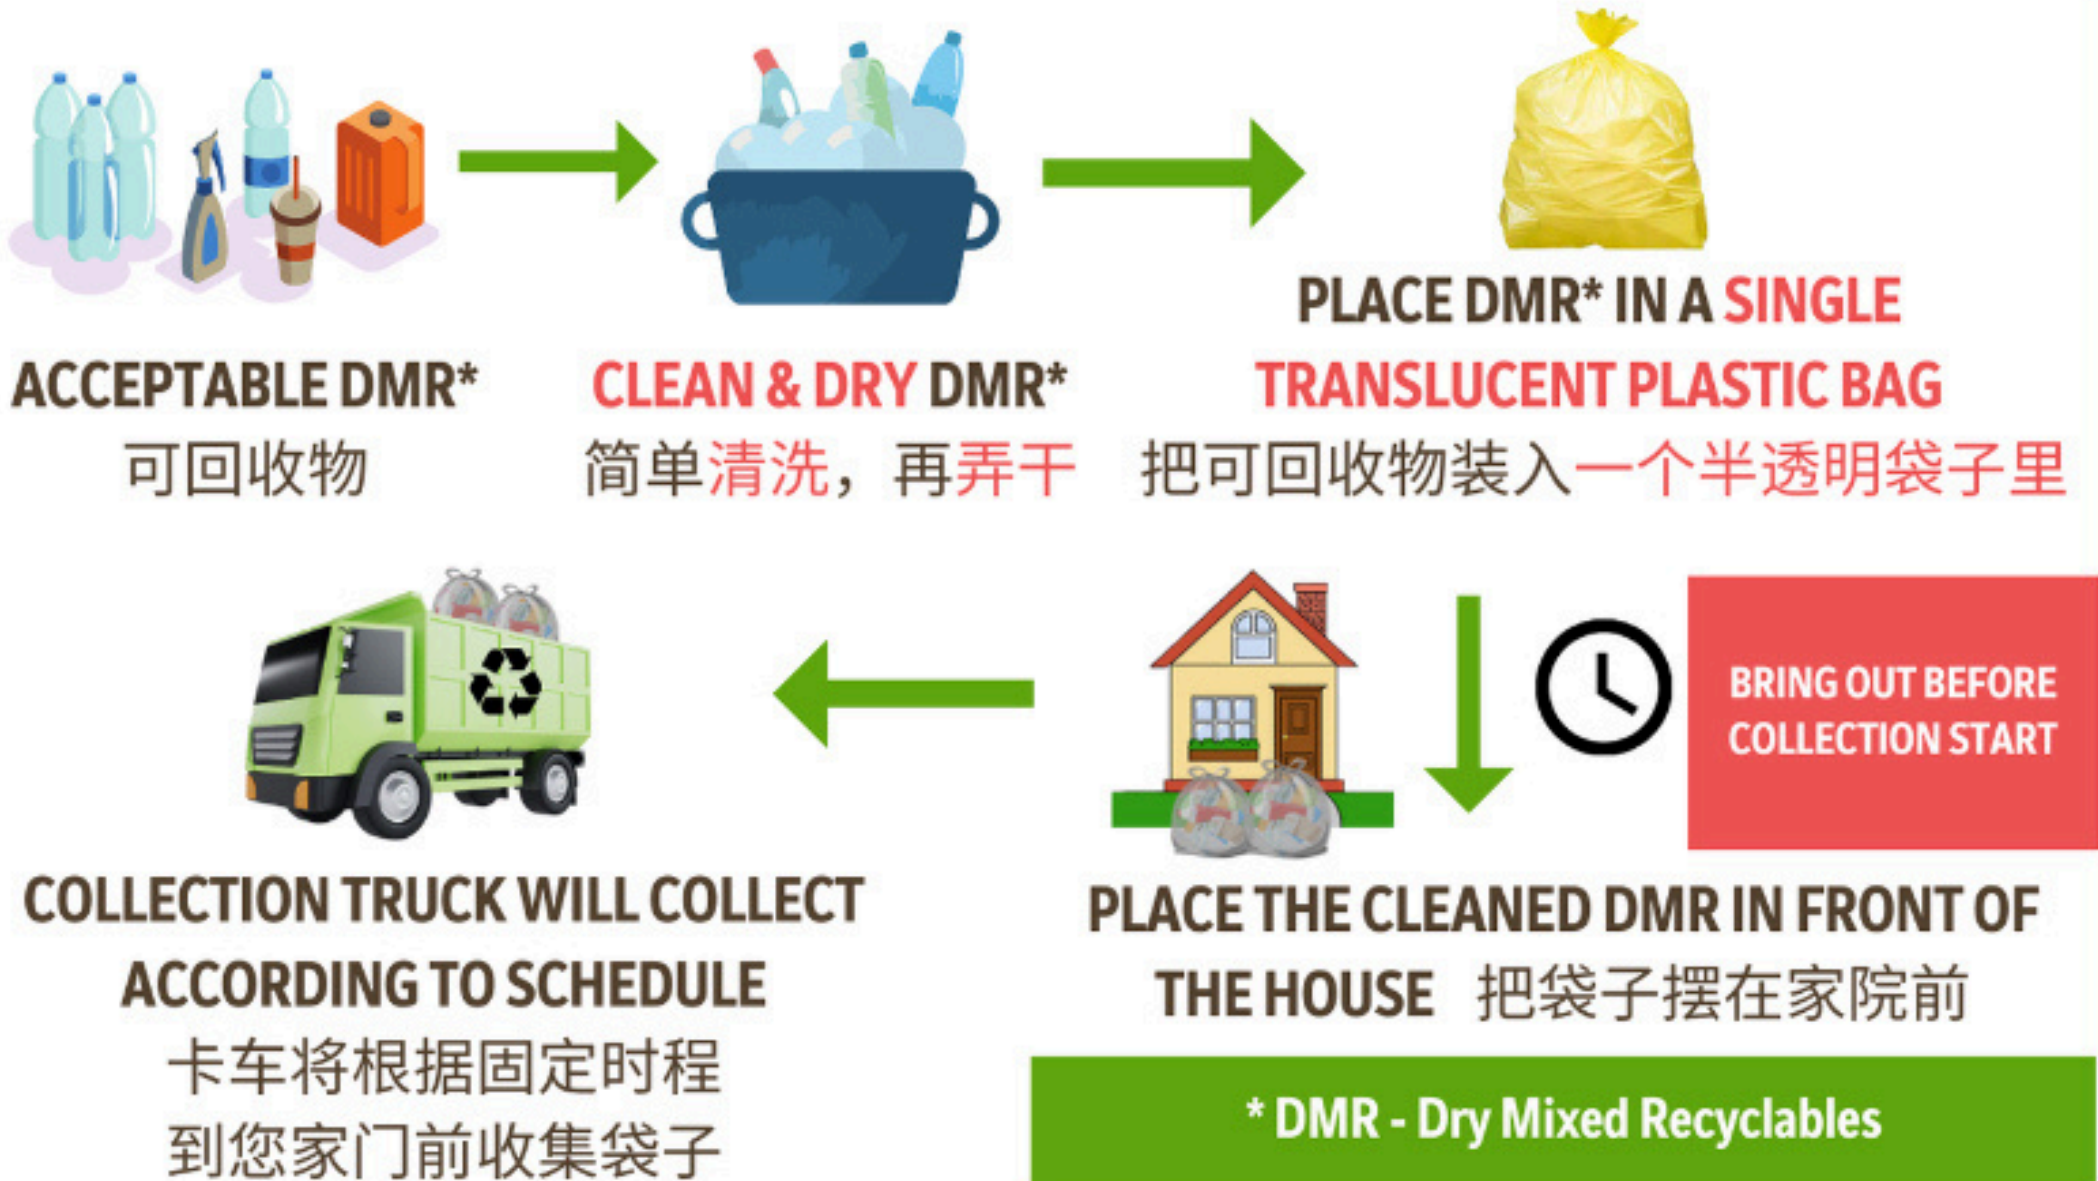 ACCEPTABLE DMR*
可回收物
CLEAN & DRY DMR*
简单清洗，再弄干
PLACE DMR* IN A SINGLE
TRANSLUCENT PLASTIC BAG
把可回收物装入一个半透明袋子里
BRING OUT BEFORE
COLLECTION START
PLACE THE CLEANED DMR IN FRONT OF
THE HOUSE 把袋子摆在家院前
COLLECTION TRUCK WILL COLLECT
ACCORDING TO SCHEDULE
卡车将根据固定时程
到您家门前收集袋子
* DMR - Dry Mixed Recyclables